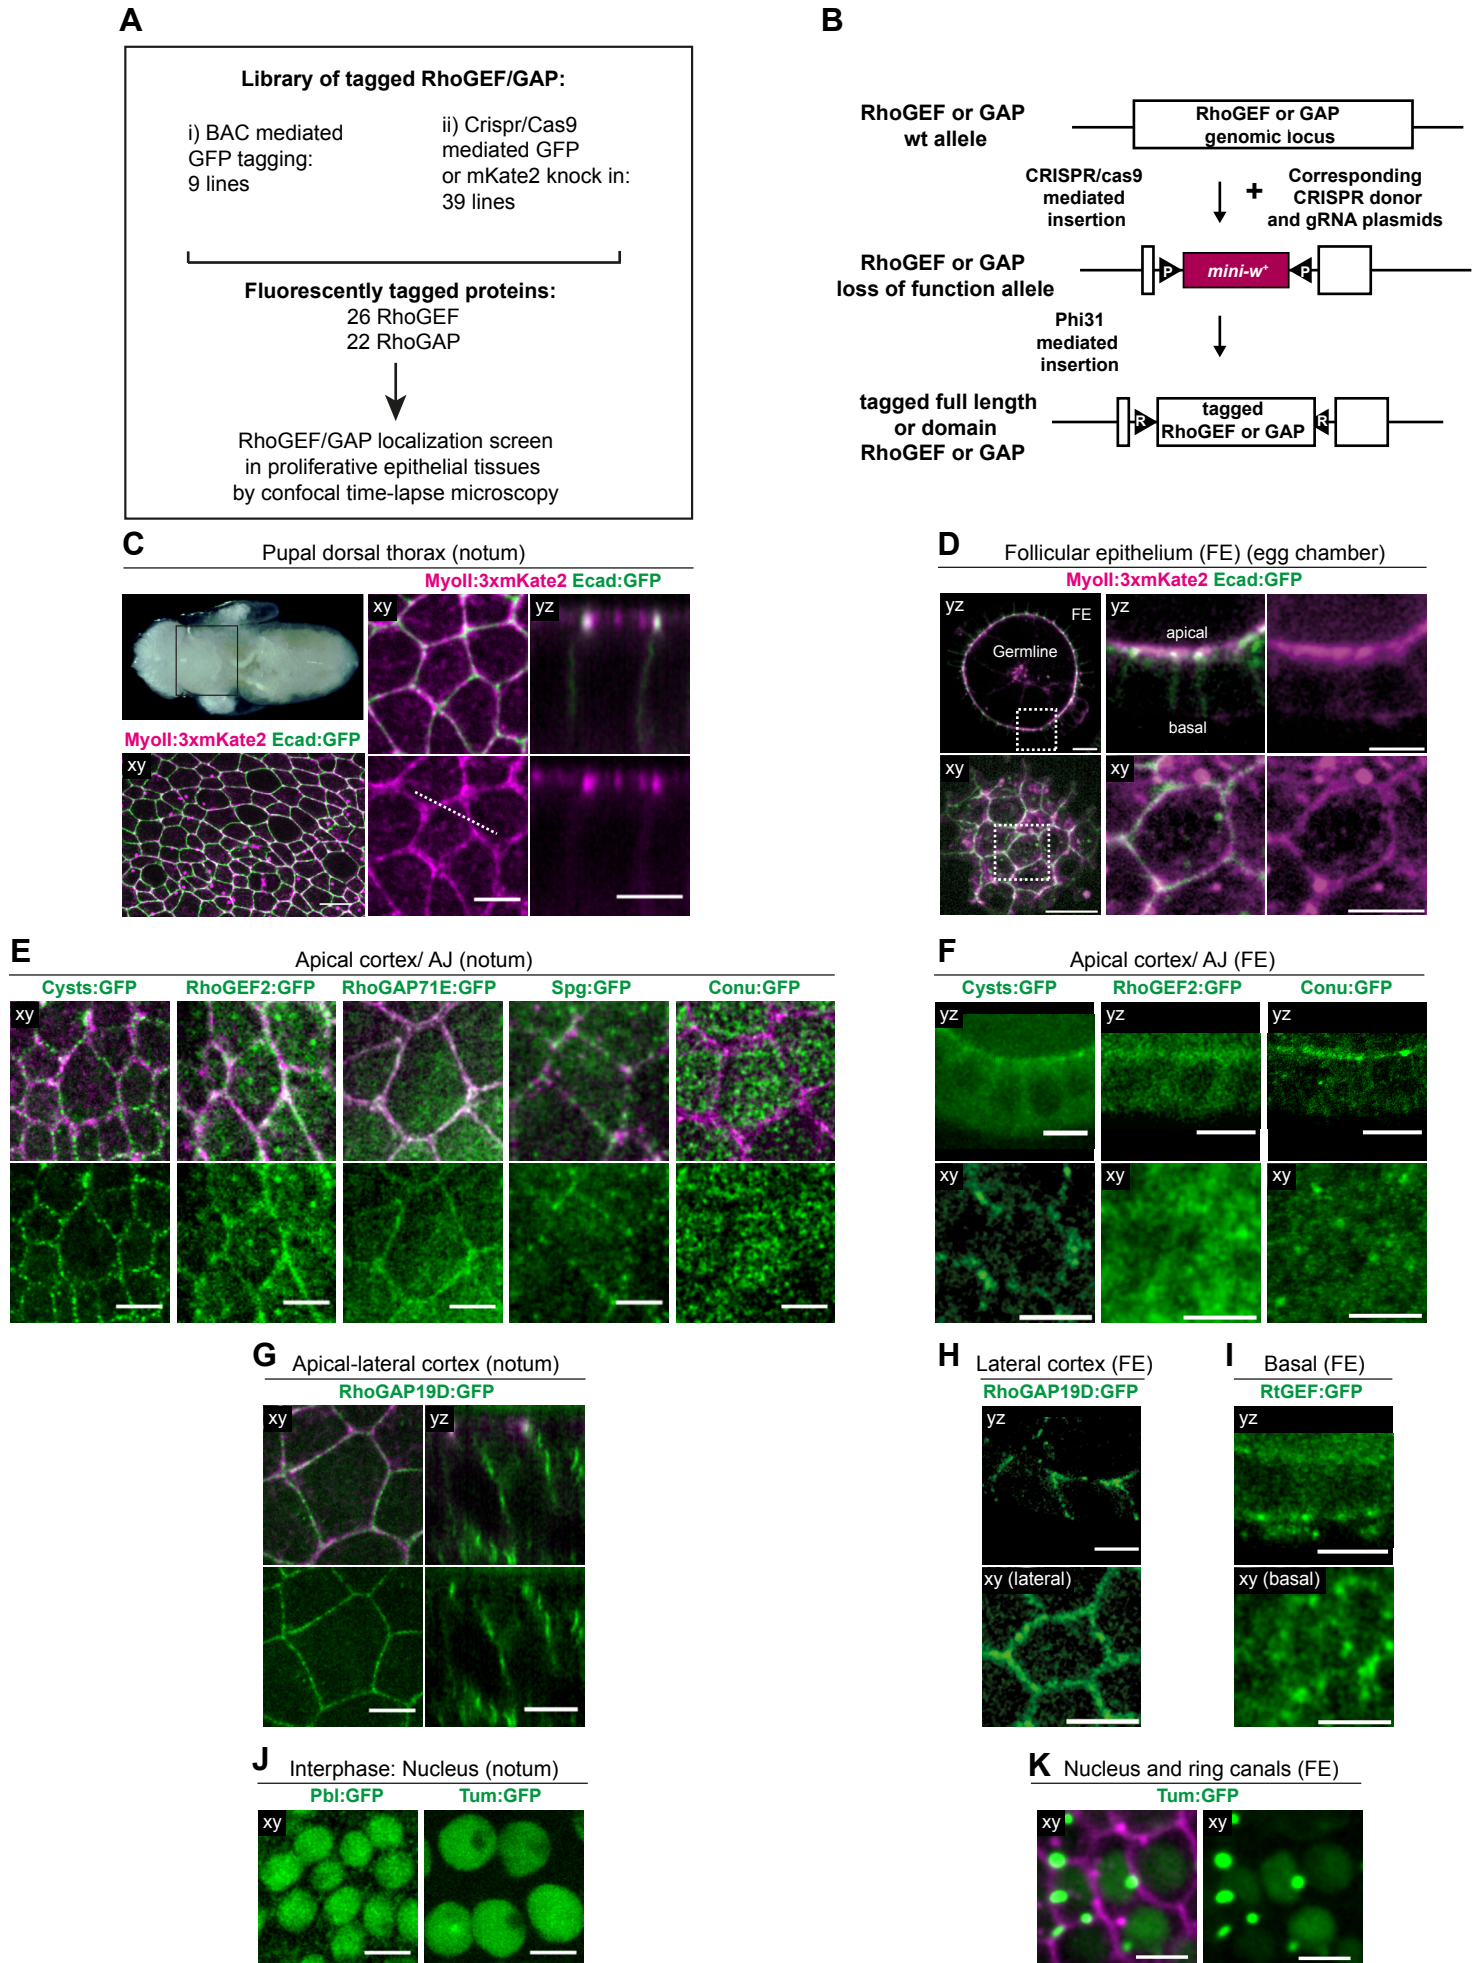 A
Library of tagged RhoGEF/GAP:
i) BAC mediated
GFP tagging:
9 lines
ii) Crispr/Cas9
mediated GFP
or mKate2 knock in:
39 lines
Fluorescently tagged proteins:
26 RhoGEF
22 RhoGAP
RhoGEF/GAP localization screen
in proliferative epithelial tissues
by confocal time-lapse microscopy
B
RhoGEF or GAP
wt allele
RhoGEF or GAP
genomic locus
CRISPR/cas9
mediated
insertion
+
Corresponding
CRISPR donor
and gRNA plasmids
RhoGEF or GAP
loss of function allele
P
mini-w+
P
Phi31
mediated
insertion
tagged full length
or domain
RhoGEF or GAP
R
tagged
RhoGEF or GAP
R
C
Pupal dorsal thorax (notum)
MyoII:3xmKate2 Ecad:GFP
xy
yz
MyoII:3xmKate2 Ecad:GFP
xy
D
Follicular epithelium (FE) (egg chamber)
MyoII:3xmKate2 Ecad:GFP
yz
FE
Germline
yz
apical
basal
xy
xy
E
Apical cortex/ AJ (notum)
Cysts:GFP
RhoGEF2:GFP
RhoGAP71E:GFP
Spg:GFP
Conu:GFP
xy
F
Apical cortex/ AJ (FE)
Cysts:GFP
RhoGEF2:GFP
Conu:GFP
yz
yz
yz
xy
xy
xy
G
Apical-lateral cortex (notum)
RhoGAP19D:GFP
xy
yz
H
Lateral cortex (FE)
RhoGAP19D:GFP
yz
xy (lateral)
I
Basal (FE)
RtGEF:GFP
yz
xy (basal)
J
Interphase: Nucleus (notum)
Pbl:GFP
Tum:GFP
xy
K
Nucleus and ring canals (FE)
Tum:GFP
xy
xy